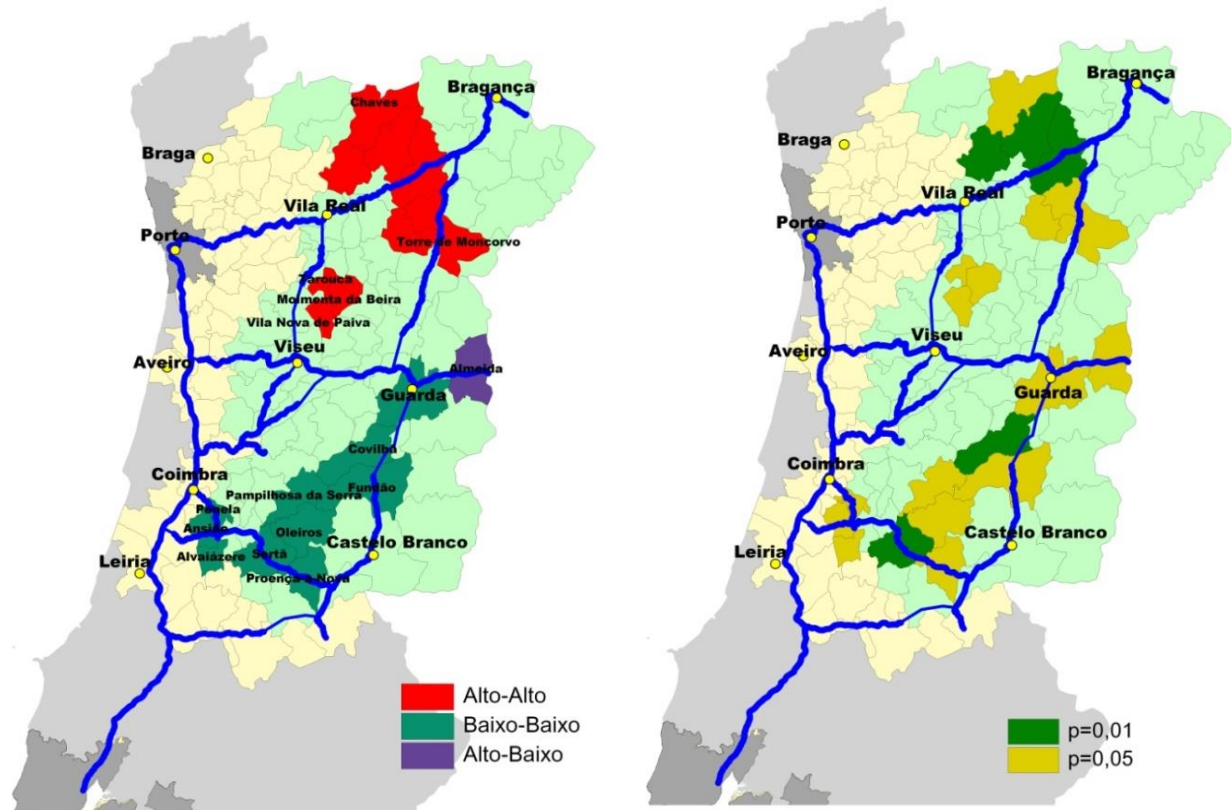 Chaves
Bragança
Braga
Vila Real
Porto
Torre de Moncorvo
Tarouca
Moimenta da Beira
Vila Nova de Paiva
Viseu
Aveiro
Almeida
Guarda
Covilhã
Coimbra
Fundão
Pampilhosa da Serra
Penela
Ansião
Oleiros
Castelo Branco
Alvaiázere
Sertã
Leiria
Proença a Nova
Alto-Alto
Baixo-Baixo
Alto-Baixo
Bragança
Braga
Vila Real
Porto
Viseu
Aveiro
Guarda
Coimbra
Castelo Branco
Leiria
p=0,01
p=0,05